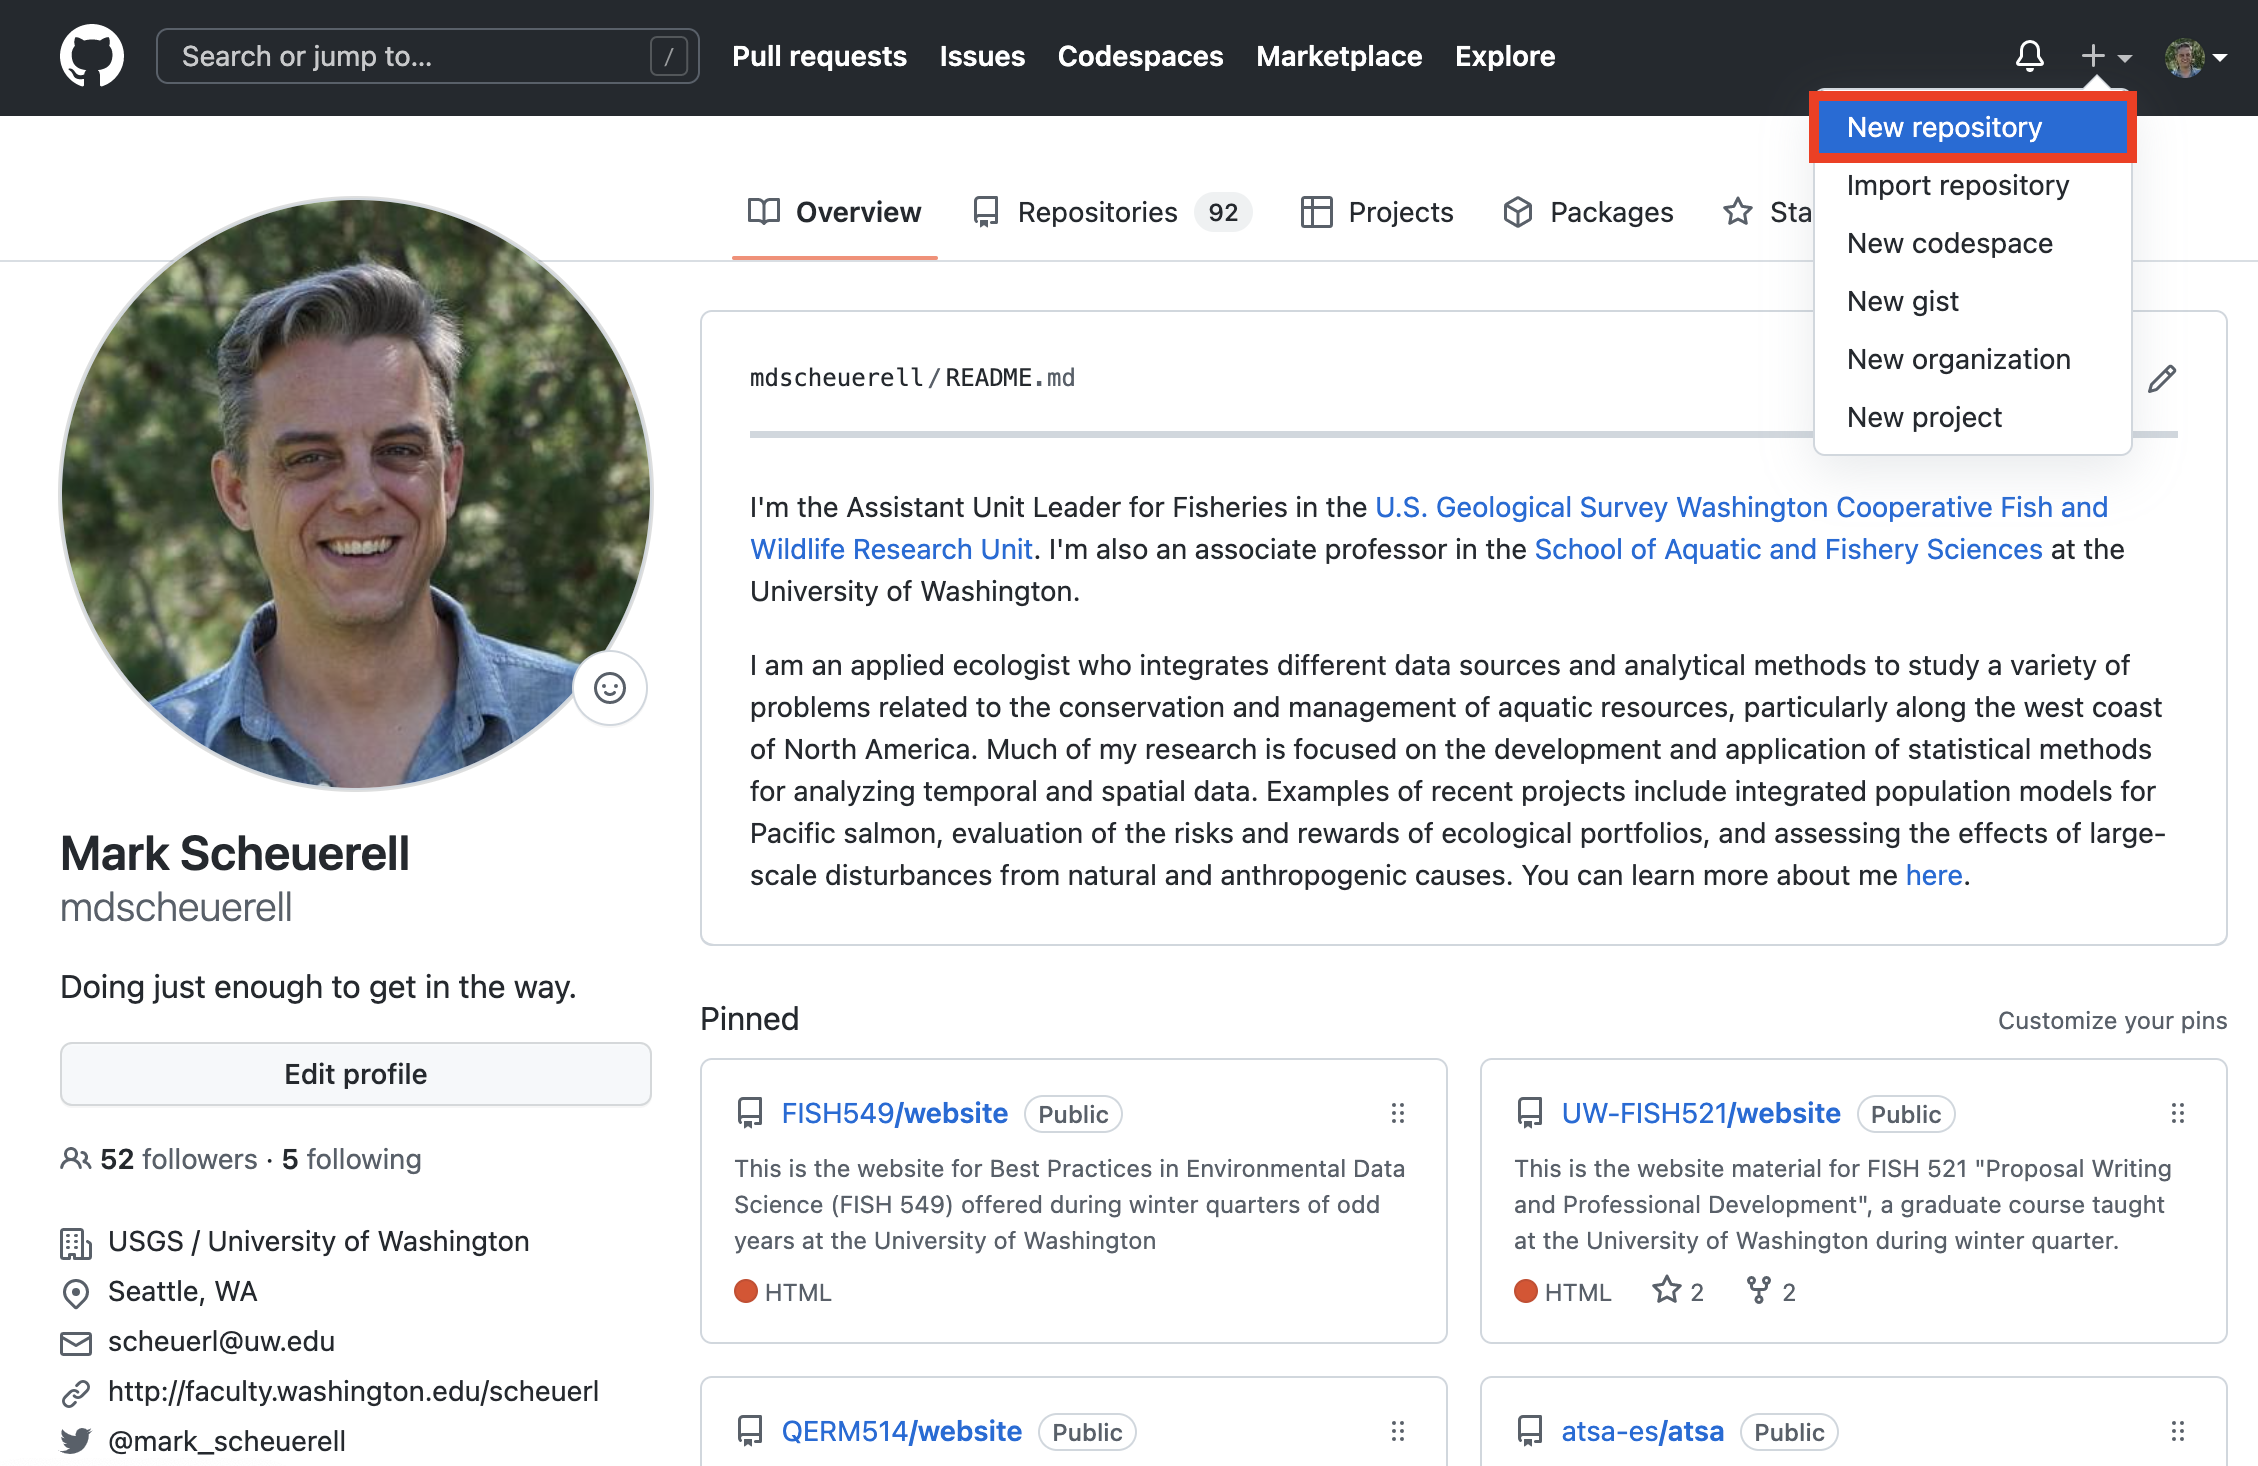 Search or jump to... /
Pull requests
Issues
Codespaces
Marketplace
Explore
New repository
Import repository
New codespace
New gist
New organization
New project
Overview
Repositories 92
Projects
Packages
Sta
mdscheuerell/README.md
I'm the Assistant Unit Leader for Fisheries in the U.S. Geological Survey Washington Cooperative Fish and
Wildlife Research Unit. I'm also an associate professor in the School of Aquatic and Fishery Sciences at the
University of Washington.
I am an applied ecologist who integrates different data sources and analytical methods to study a variety of
problems related to the conservation and management of aquatic resources, particularly along the west coast
of North America. Much of my research is focused on the development and application of statistical methods
for analyzing temporal and spatial data. Examples of recent projects include integrated population models for
Pacific salmon, evaluation of the risks and rewards of ecological portfolios, and assessing the effects of large-
scale disturbances from natural and anthropogenic causes. You can learn more about me here.
Mark Scheuerell
mdscheuerell
Doing just enough to get in the way.
Edit profile
52 followers · 5 following
USGS / University of Washington
Seattle, WA
scheuerl@uw.edu
http://faculty.washington.edu/scheuerl
@mark_scheuerell
Pinned
Customize your pins
FISH549/website Public
This is the website for Best Practices in Environmental Data
Science (FISH 549) offered during winter quarters of odd
years at the University of Washington
HTML
UW-FISH521/website Public
This is the website material for FISH 521 "Proposal Writing
and Professional Development", a graduate course taught
at the University of Washington during winter quarter.
HTML 2 2
QERM514/website Public
atsa-es/atsa Public